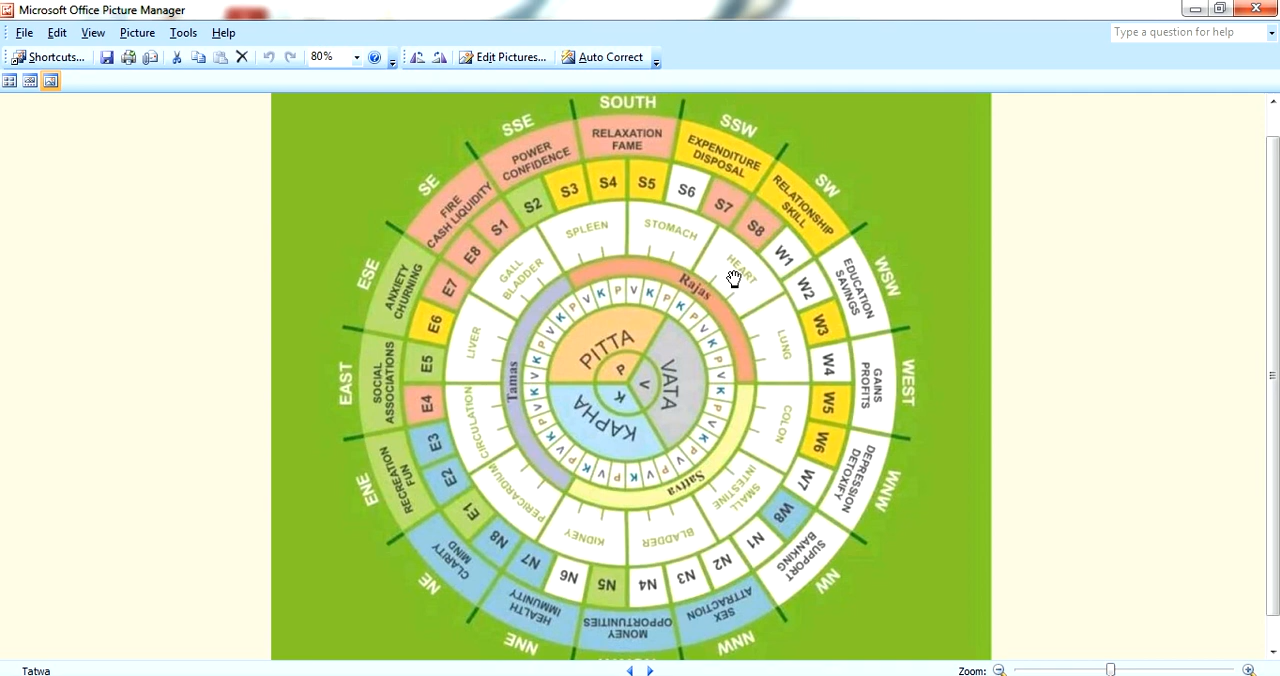 Microsoft Office Picture Manager
File Edit View Picture Tools Help
Type a question for help
Shortcuts...
80%
Edit Pictures...
Auto Correct
SOUTH
SSW
SW
WSW
WEST
WNW
NW
NNW
NNE
NE
ENE
EAST
ESE
SE
SSE
RELAXATION
FAME
EXPENDITURE
DISPOSAL
RELATIONSHIP
SKILL
EDUCATION
SAVINGS
GAINS
PROFITS
DEPRESSION
DETOXIFY
SUPPORT
BANKING
SEX
ATTRACTION
MONEY
OPPORTUNITIES
HEALTH
IMMUNITY
CLARITY
MIND
RECREATION
FUN
SOCIAL
ASSOCIATIONS
ANXIETY
CHURNING
FIRE
CASH LIQUIDITY
POWER
CONFIDENCE
S1
S2
S3
S4
S5
S6
S7
S8
W1
W2
W3
W4
W5
W6
W7
W8
N1
N2
N3
N4
N5
N6
N7
N8
E1
E2
E3
E4
E5
E6
E7
E8
SPLEEN
STOMACH
HEART
LUNG
COLON
SMALL
INTESTINE
BLADDER
KIDNEY
PERICARDIUM
CIRCULATION
LIVER
GALL
BLADDER
Rajas
Sattva
Tamas
PITTA
P
VATA
V
KAPHA
K
Tatwa
Zoom: